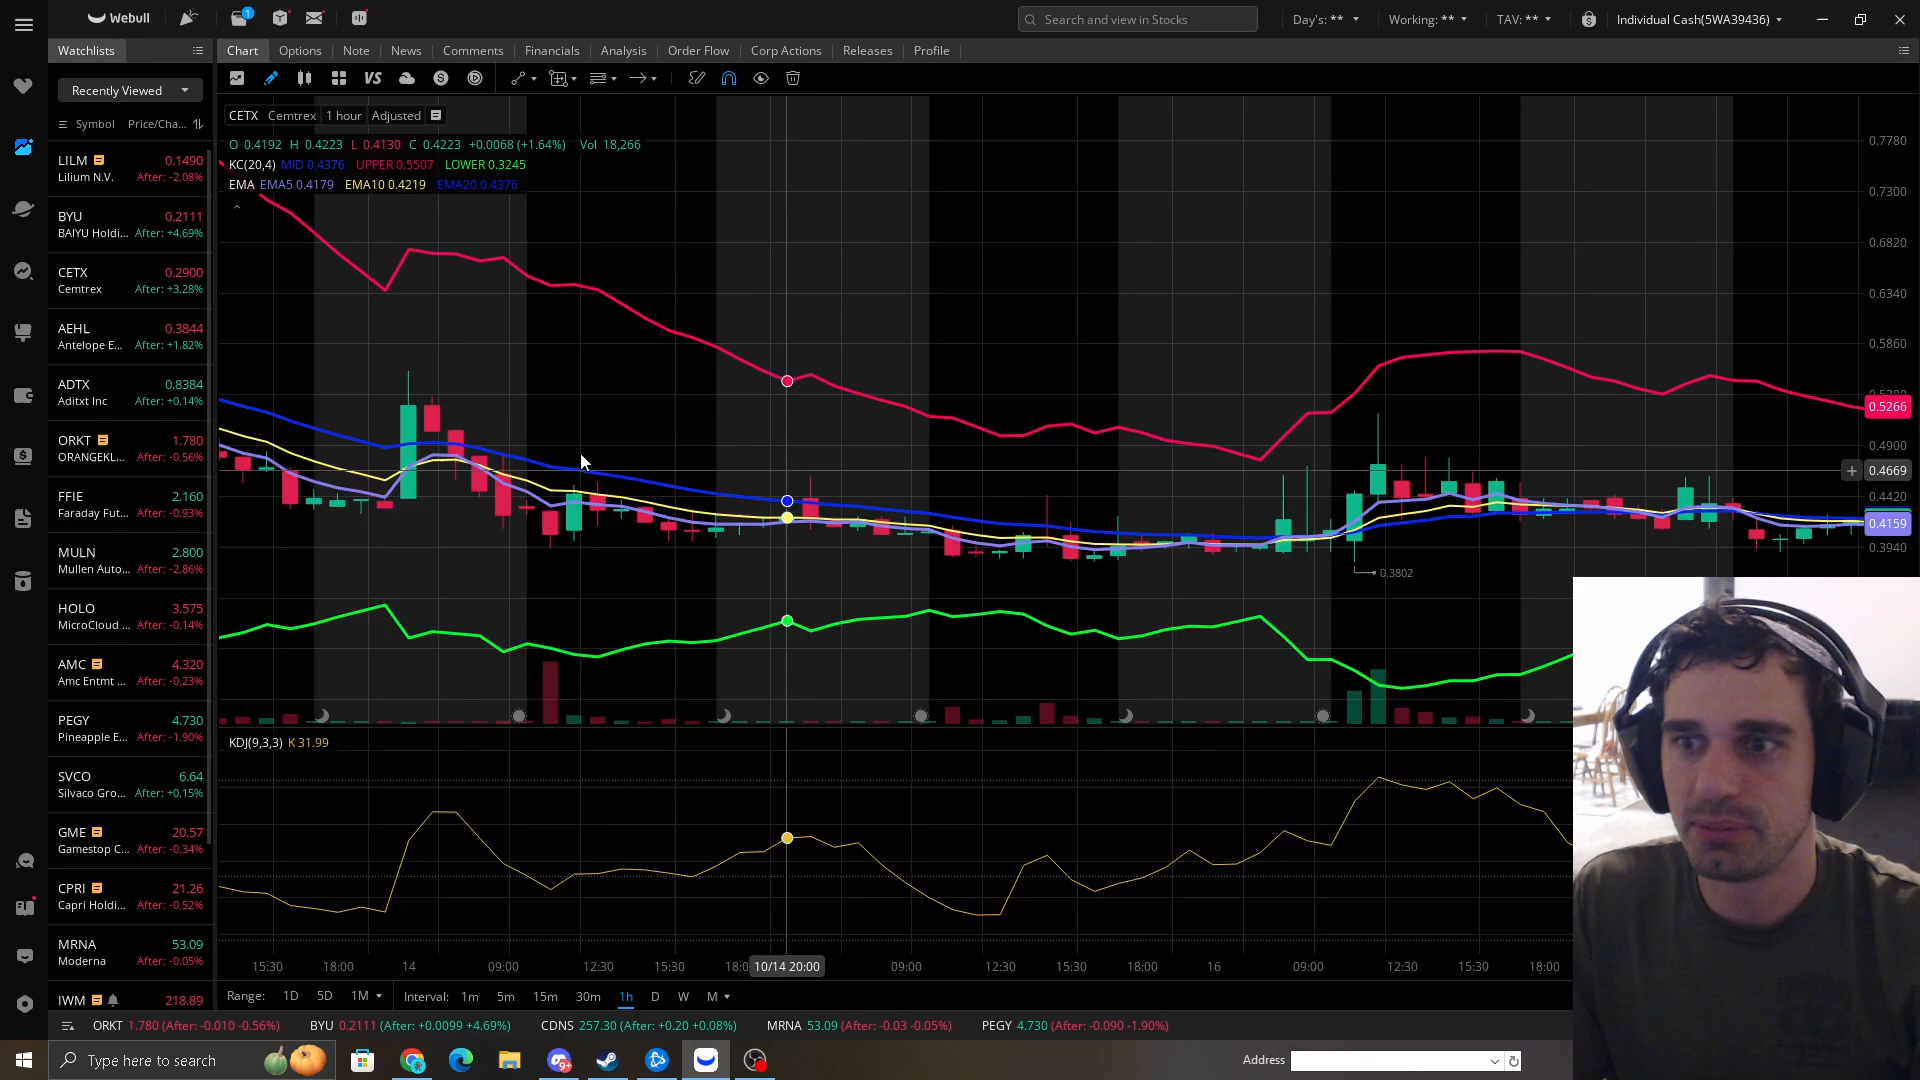 Webull
1
Search and view in Stocks
Day's: **
Working: **
TAV: **
Individual Cash(5WA39436)
Watchlists
Chart
Options
Note
News
Comments
Financials
Analysis
Order Flow
Corp Actions
Releases
Profile
Recently Viewed
VS
S
Symbol Price/Cha...
CETX Cemtrex 1 hour Adjusted
O 0.4192 H 0.4223 L 0.4130 C 0.4223 +0.0068 (+1.64%) Vol 18,266
KC(20,4) MID 0.4376 UPPER 0.5507 LOWER 0.3245
EMA EMA5 0.4179 EMA10 0.4219 EMA20 0.4376
LILM 0.1490
Lilium N.V. After: -2.08%
BYU 0.2111
BAIYU Holdi... After: +4.69%
CETX 0.2900
Cemtrex After: +3.28%
AEHL 0.3844
Antelope E... After: +1.82%
ADTX 0.8384
Aditxt Inc After: +0.14%
ORKT 1.780
ORANGEKL... After: -0.56%
FFIE 2.160
Faraday Fut... After: -0.93%
MULN 2.800
Mullen Auto... After: -2.86%
HOLO 3.575
MicroCloud ... After: -0.14%
AMC 4.320
Amc Entmt ... After: -0.23%
PEGY 4.730
Pineapple E... After: -1.90%
SVCO 6.64
Silvaco Gro... After: +0.15%
GME 20.57
Gamestop C... After: -0.34%
CPRI 21.26
Capri Holdi... After: -0.52%
MRNA 53.09
Moderna After: -0.05%
IWM 218.89
0.7780
0.7300
0.6820
0.6340
0.5860
0.5266
0.4900
0.4669
0.4420
0.4159
0.3940
0.3802
KDJ(9,3,3) K 31.99
15:30 18:00 14 09:00 12:30 15:30 18:0 10/14 20:00 09:00 12:30 15:30 18:00 16 09:00 12:30 15:30 18:00
Range: 1D 5D 1M Interval: 1m 5m 15m 30m 1h D W M
ORKT 1.780 (After: -0.010 -0.56%) BYU 0.2111 (After: +0.0099 +4.69%) CDNS 257.30 (After: +0.20 +0.08%) MRNA 53.09 (After: -0.03 -0.05%) PEGY 4.730 (After: -0.090 -1.90%)
Type here to search
9+
Address